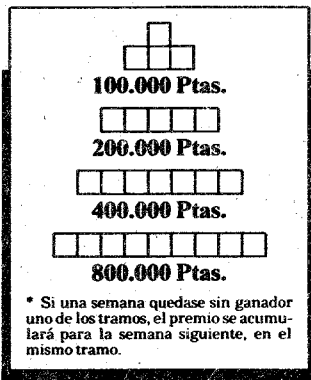 100.000 Ptas.
200.000 Ptas.
400.000 Ptas.
800.000 Ptas.
* Si una semana quedase sin ganador
uno de los tramos, el premio se acumu-
lará para la semana siguiente, en el
mismo tramo.